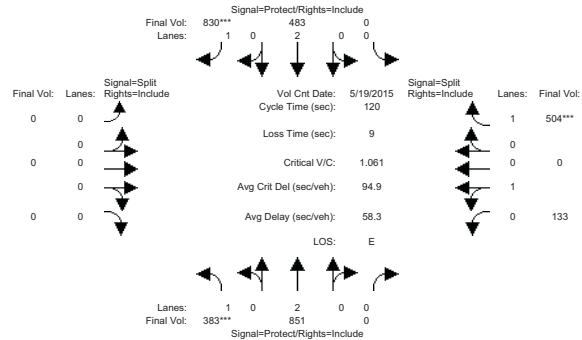 Signal=Protect/Rights=Include
Final Vol: 830*** 483 0
Lanes: 1 0 2 0 0
Signal=Split Signal=Split
Final Vol: Lanes: Rights=Include Vol Cnt Date: 5/19/2015 Rights=Include Lanes: Final Vol:
Cycle Time (sec): 120
0 0 1 504***
Loss Time (sec): 9
0 0
0 0 Critical V/C: 1.061 0 0
0 Avg Crit Del (sec/veh): 94.9 1
0 0 Avg Delay (sec/veh): 58.3 0 133
LOS: E
Lanes: 1 0 2 0 0
Final Vol: 383*** 851 0
Signal=Protect/Rights=Include